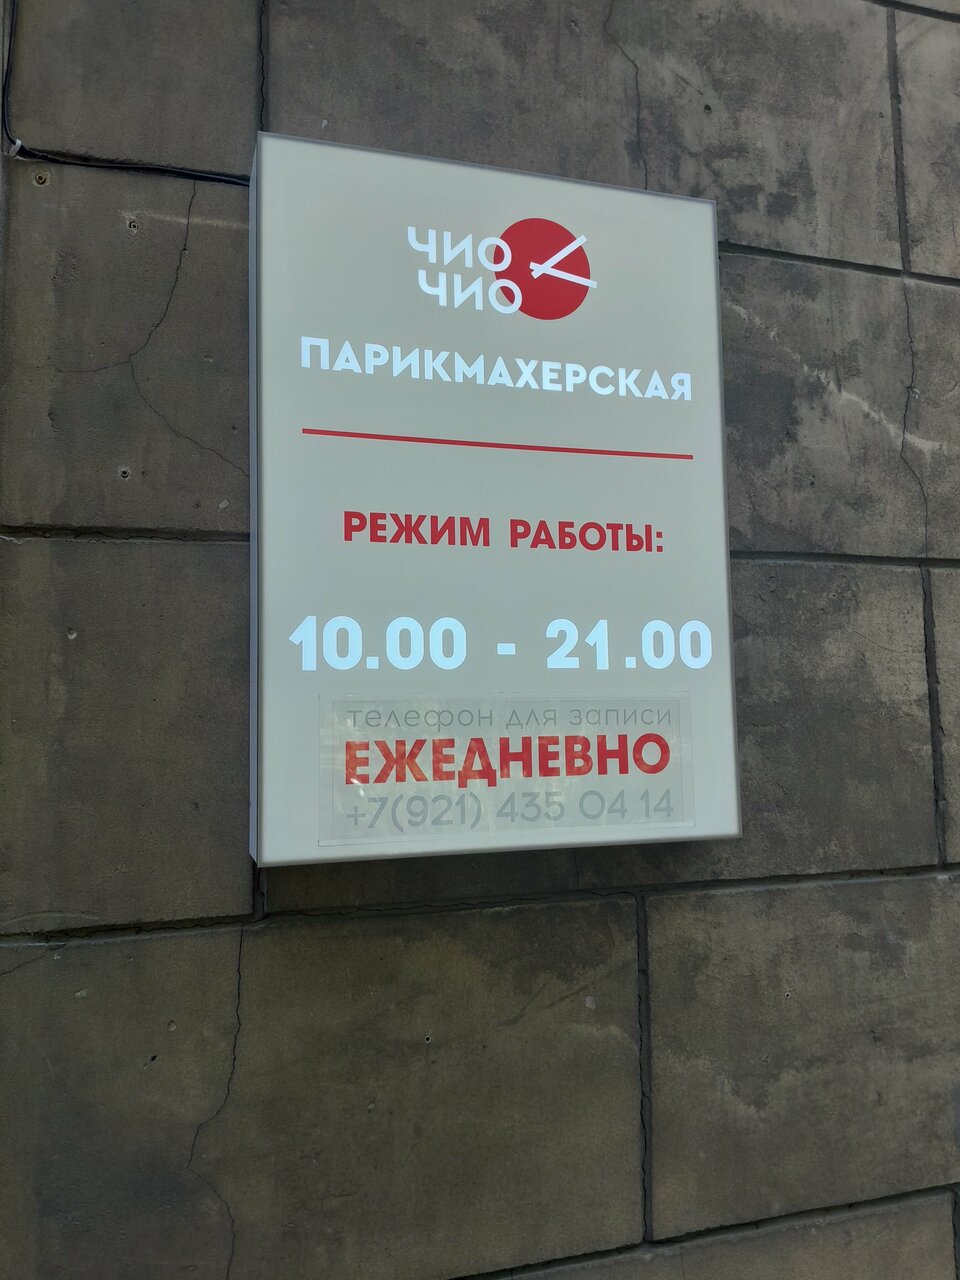 ЧИО
ЧИО
ПАРИКМАХЕРСКАЯ
РЕЖИМ РАБОТЫ:
10.00 - 21.00
телефон для записи
ЕЖЕДНЕВНО
+7(921) 435 04 14